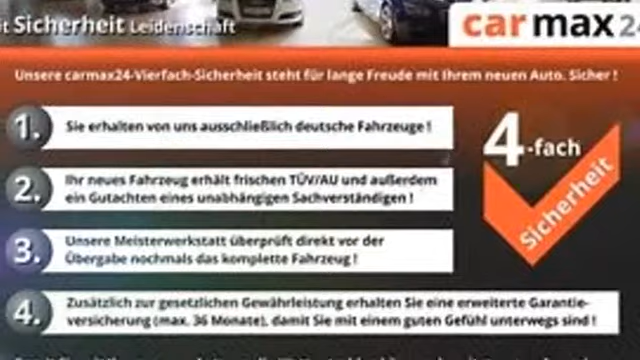 it Sicherheit Leidenschaft
carmax24
Unsere carmax24-Vierfach-Sicherheit steht für lange Freude mit Ihrem neuen Auto. Sicher!
1. Sie erhalten von uns ausschließlich deutsche Fahrzeuge!
4-fach
Sicherheit
2. Ihr neues Fahrzeug erhält frischen TÜV/AU und außerdem
ein Gutachten eines unabhängigen Sachverständigen!
3. Unsere Meisterwerkstatt überprüft direkt vor der
Übergabe nochmals das komplette Fahrzeug!
4. Zusätzlich zur gesetzlichen Gewährleistung erhalten Sie eine erweiterte Garantie-
versicherung (max. 36 Monate), damit Sie mit einem guten Gefühl unterwegs sind!